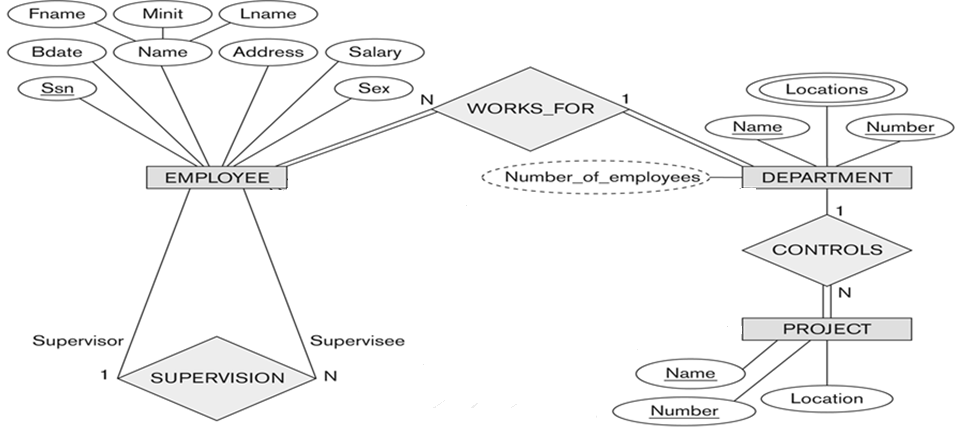 Fname Minit Lname
Bdate Name Address Salary
Ssn Sex
N WORKS_FOR 1
Locations
Name Number
EMPLOYEE
Number_of_employees DEPARTMENT
1
CONTROLS
N
PROJECT
Supervisor Supervisee
1 SUPERVISION N
Name
Location
Number